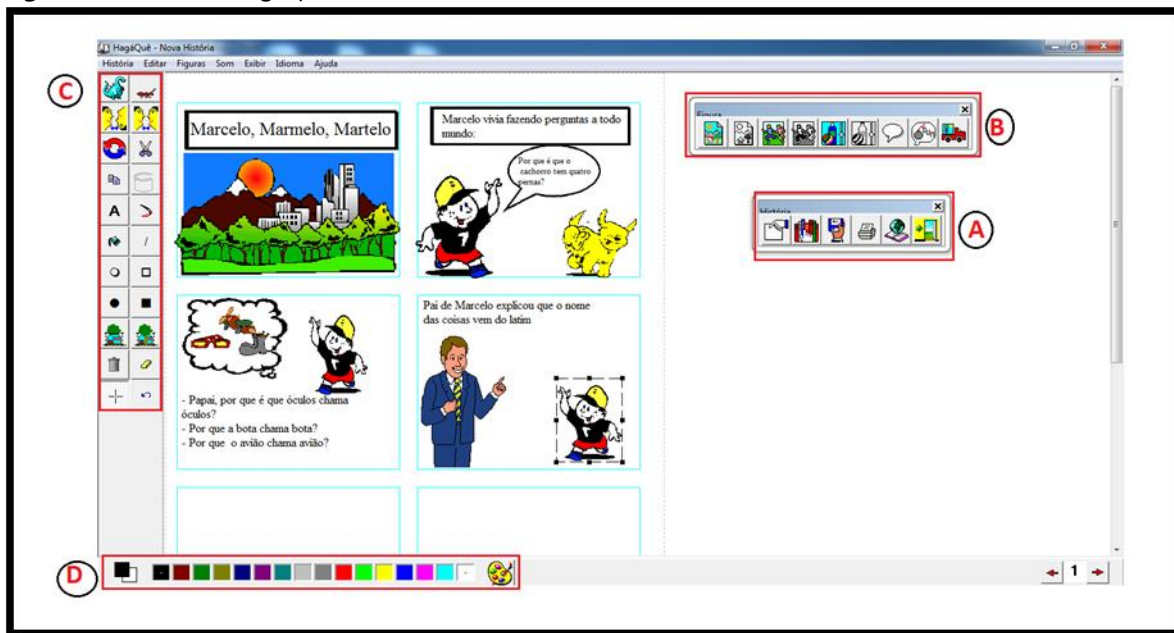 HagáQuê - Nova História
História Editar Figuras Som Exibir Idioma Ajuda
C
A
Marcelo, Marmelo, Martelo
Marcelo vivia fazendo perguntas a todo
mundo:
Por que é que o
cachorro tem quatro
pernas?
7
Figura
B
História
A
- Papai, por que é que óculos chama
óculos?
- Por que a bota chama bota?
- Por que o avião chama avião?
Pai de Marcelo explicou que o nome
das coisas vem do latim
D
1